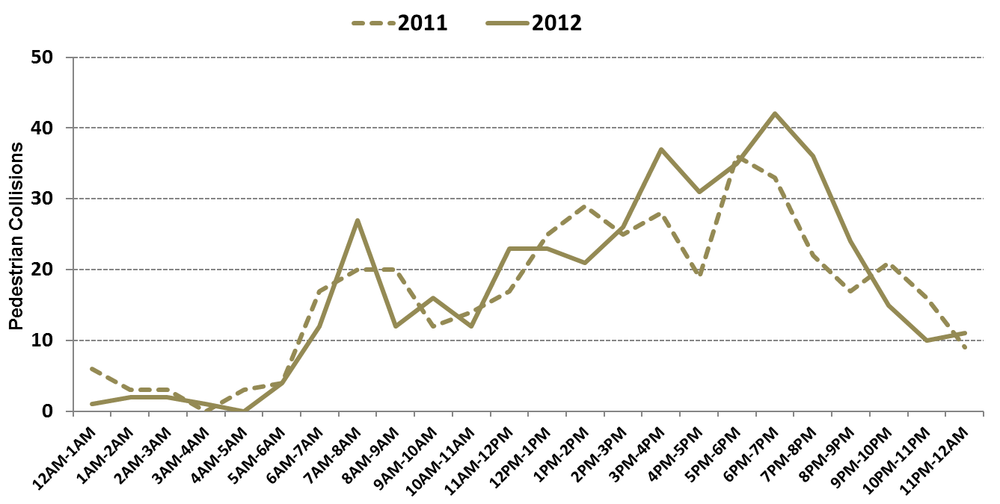 2011 2012
Pedestrian Collisions
50
40
30
20
10
0
12AM-1AM
1AM-2AM
2AM-3AM
3AM-4AM
4AM-5AM
5AM-6AM
6AM-7AM
7AM-8AM
8AM-9AM
9AM-10AM
10AM-11AM
11AM-12PM
12PM-1PM
1PM-2PM
2PM-3PM
3PM-4PM
4PM-5PM
5PM-6PM
6PM-7PM
7PM-8PM
8PM-9PM
9PM-10PM
10PM-11PM
11PM-12AM